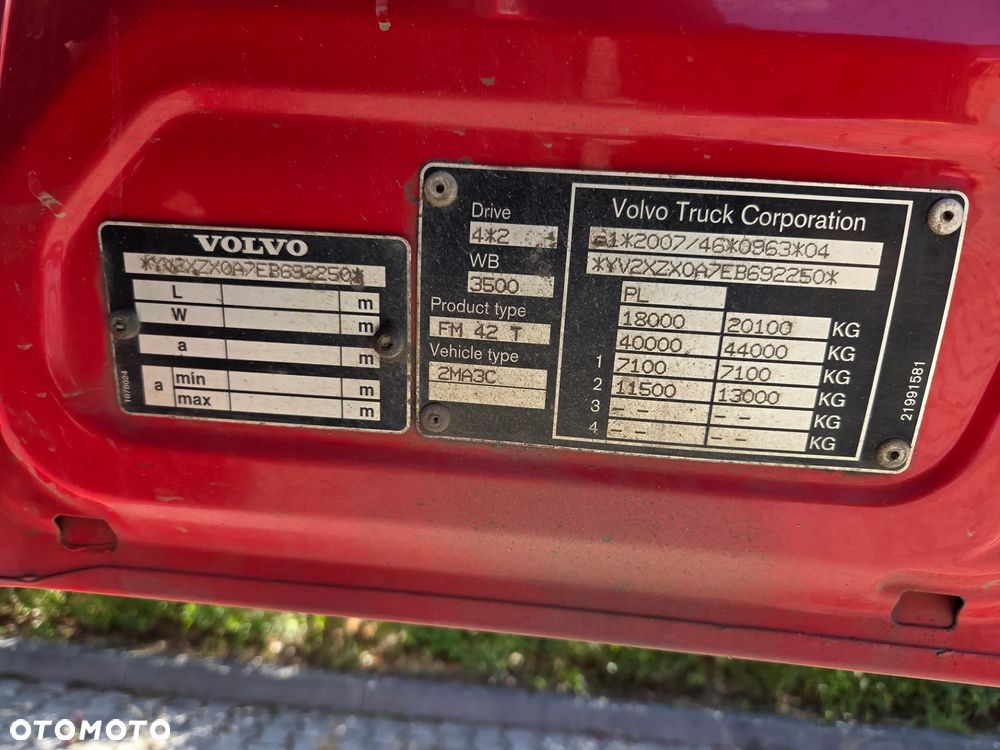 VOLVO
*YV2XZX0A7EB692250*
L m
W m
a m
a min m
max m
1078024
Drive
4*2
WB
3500
Product type
FM 42 T
Vehicle type
2MA3C
Volvo Truck Corporation
*2007/46*0963*04
*YV2XZX0A7EB692250*
PL
18000 20100 KG
40000 44000 KG
1 7100 7100 KG
2 11500 13000 KG
3 -- -- KG
4 -- -- KG
21991581
OTOMOTO